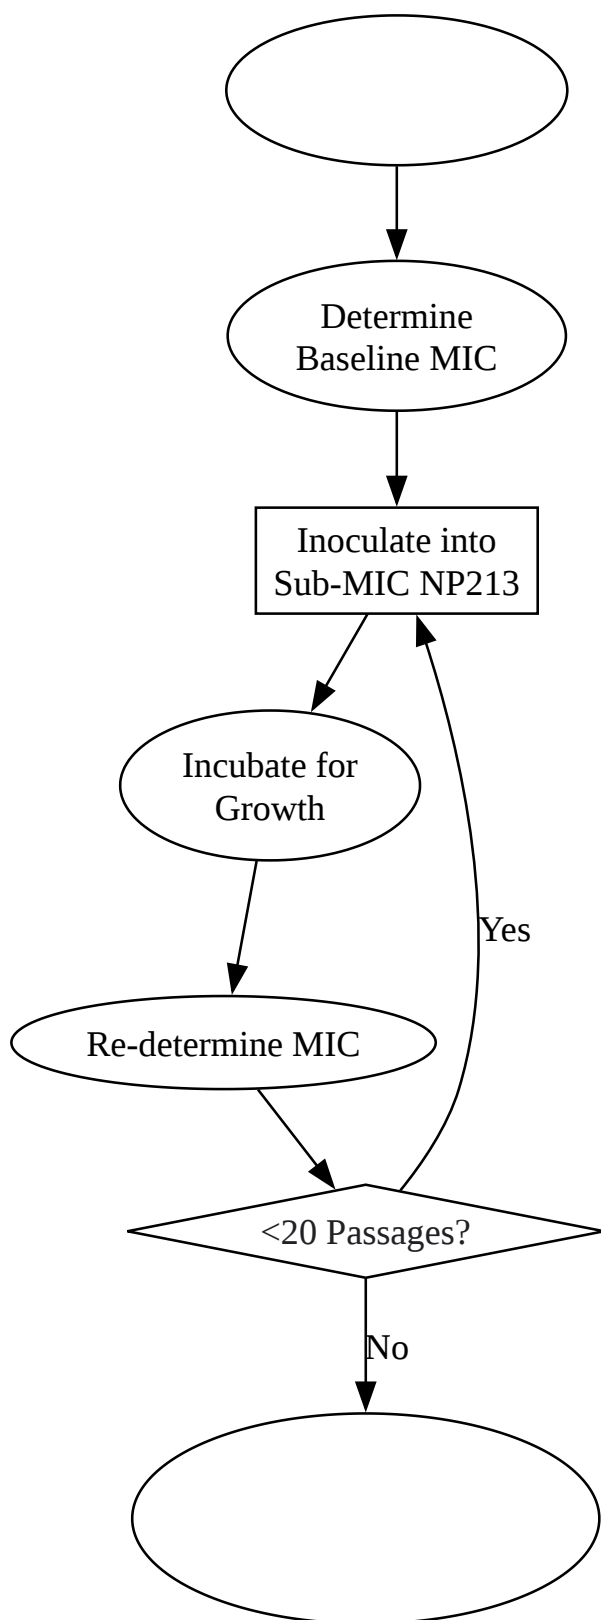 Determine
Baseline MIC
Inoculate into
Sub-MIC NP213
Incubate for
Growth
Yes
Re-determine MIC
<20 Passages?
No